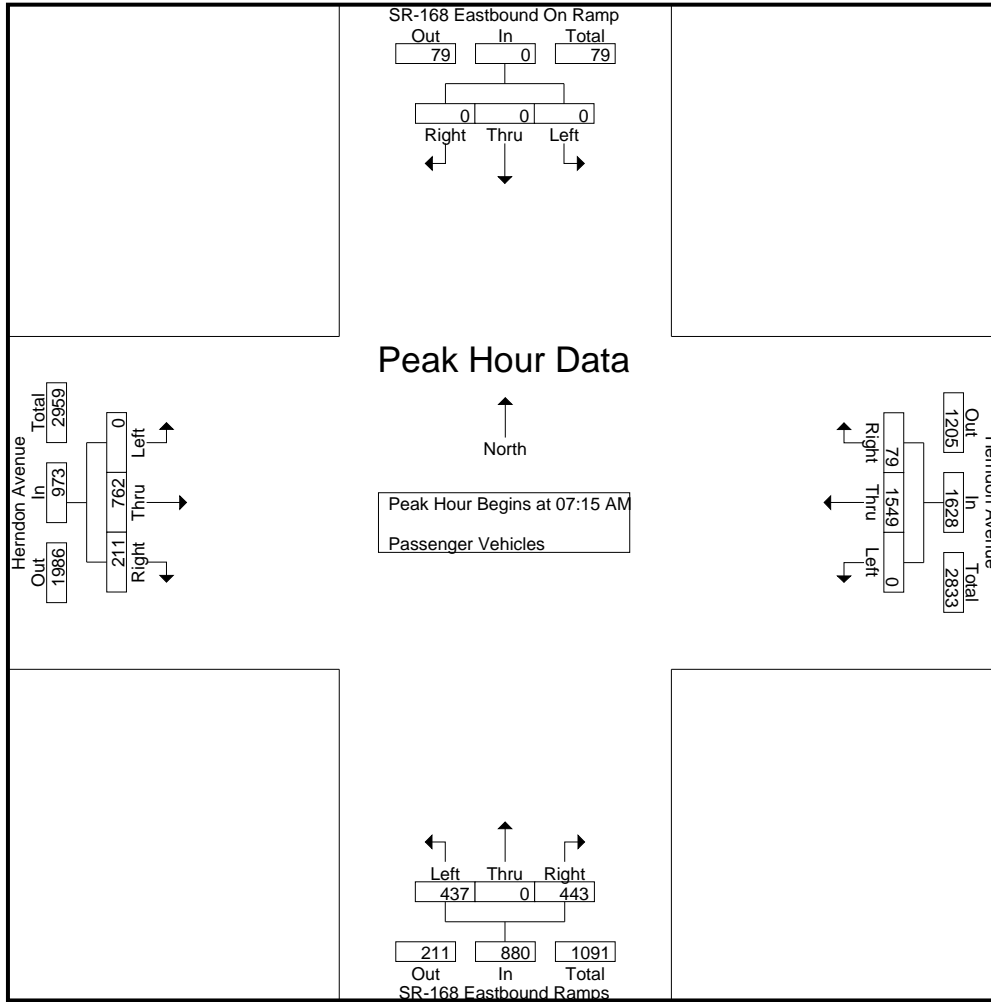 SR-168 Eastbound On Ramp
Out In Total
79 0 79
0 0 0
Right Thru Left
Peak Hour Data
North
Peak Hour Begins at 07:15 AM
Passenger Vehicles
Herndon Avenue
Out In Total
1986 973 2959
211 762 0
Right Thru Left
Herndon Avenue
Out In Total
1205 1628 2833
79 1549 0
Right Thru Left
Left Thru Right
437 0 443
211 880 1091
Out In Total
SR-168 Eastbound Ramps